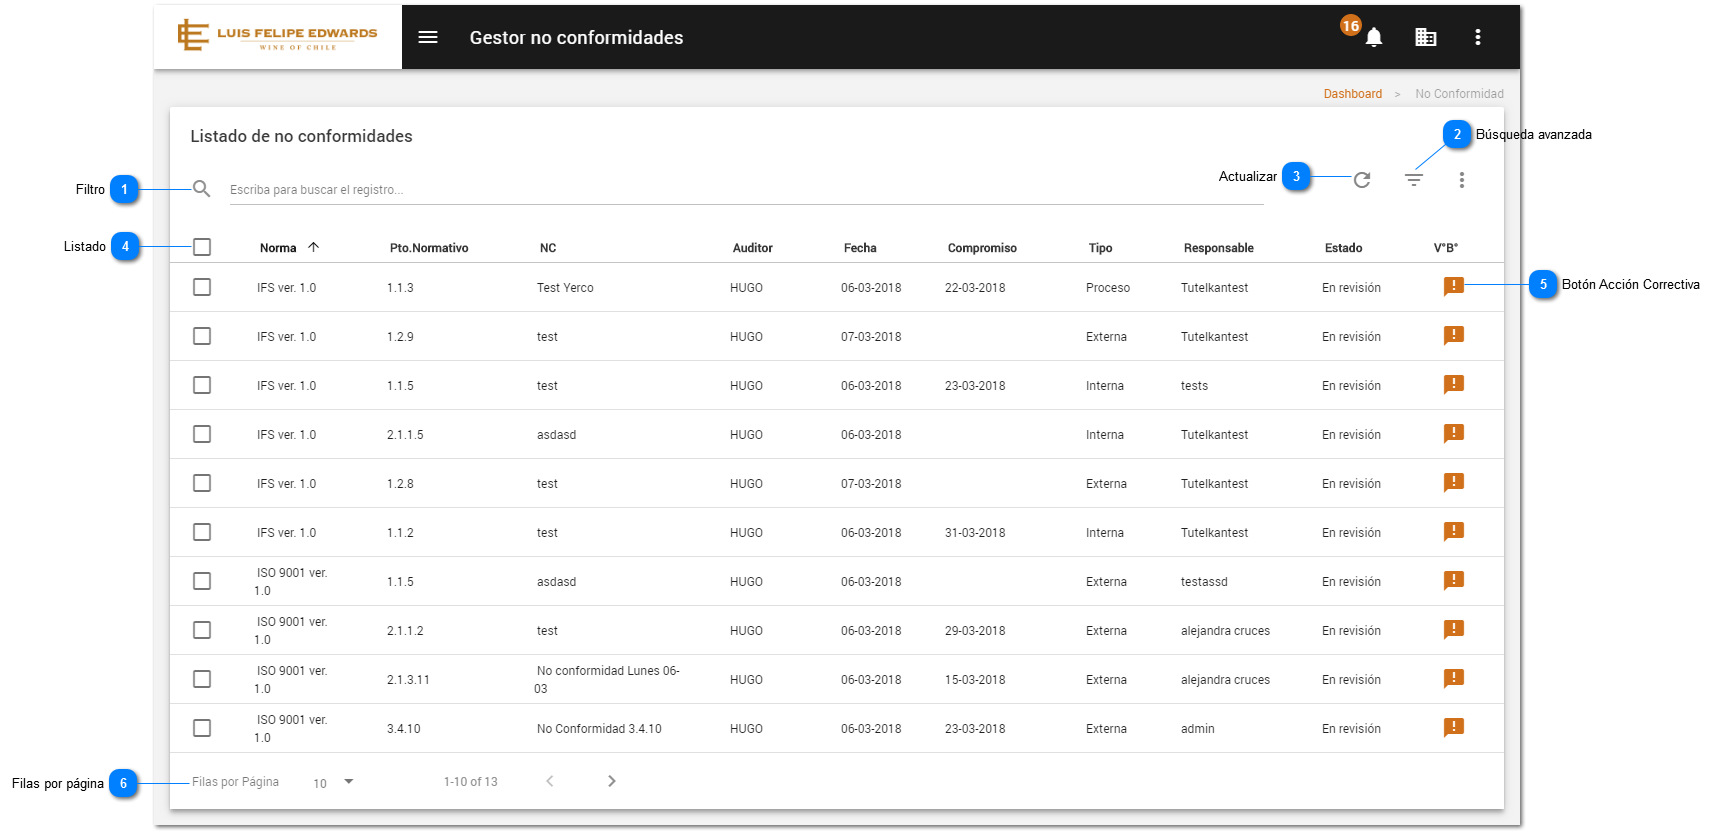 LUIS FELIPE EDWARDS
WINE OF CHILE
Gestor no conformidades
16
Dashboard > No Conformidad
Listado de no conformidades
2 Búsqueda avanzada
Actualizar 3
Filtro 1
Escriba para buscar el registro...
Listado 4
Norma Pto.Normativo NC Auditor Fecha Compromiso Tipo Responsable Estado V°B°
IFS ver. 1.0 1.1.3 Test Yerco HUGO 06-03-2018 22-03-2018 Proceso Tutelkantest En revisión
5 Botón Acción Correctiva
IFS ver. 1.0 1.2.9 test HUGO 07-03-2018 Externa Tutelkantest En revisión
IFS ver. 1.0 1.1.5 test HUGO 06-03-2018 23-03-2018 Interna tests En revisión
IFS ver. 1.0 2.1.1.5 asdasd HUGO 06-03-2018 Interna Tutelkantest En revisión
IFS ver. 1.0 1.2.8 test HUGO 07-03-2018 Externa Tutelkantest En revisión
IFS ver. 1.0 1.1.2 test HUGO 06-03-2018 31-03-2018 Interna Tutelkantest En revisión
ISO 9001 ver.
1.0 1.1.5 asdasd HUGO 06-03-2018 Externa testassd En revisión
ISO 9001 ver.
1.0 2.1.1.2 test HUGO 06-03-2018 29-03-2018 Externa alejandra cruces En revisión
ISO 9001 ver.
1.0 2.1.3.11 No conformidad Lunes 06-
03 HUGO 06-03-2018 15-03-2018 Externa alejandra cruces En revisión
ISO 9001 ver.
1.0 3.4.10 No Conformidad 3.4.10 HUGO 06-03-2018 23-03-2018 Externa admin En revisión
Filas por página 6
Filas por Página 10 1-10 of 13